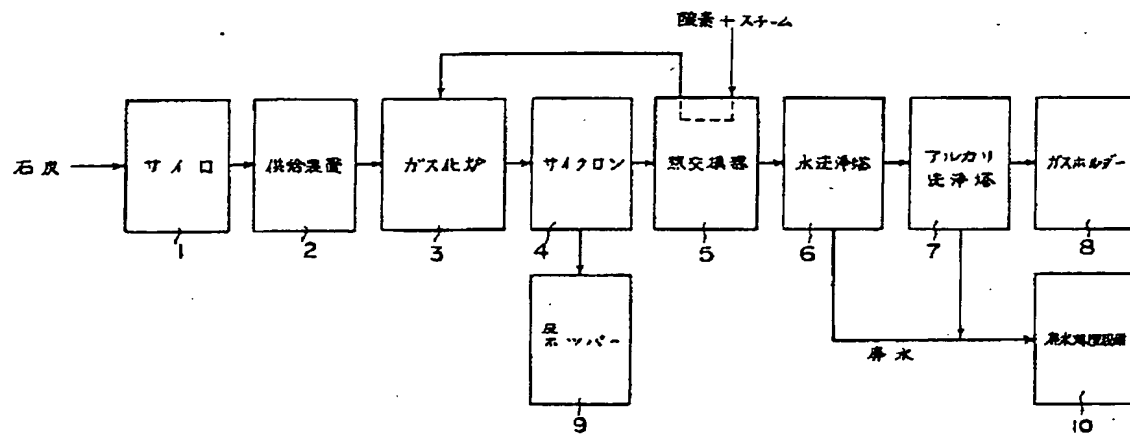 酸素+スチーム
石炭
サイロ
供給装置
ガス化炉
サイクロン
熱交換器
水洗浄塔
アルカリ
洗浄塔
ガスホルダー
1
2
3
4
5
6
7
8
ホッパー
廃水
廃水処理設備
9
10